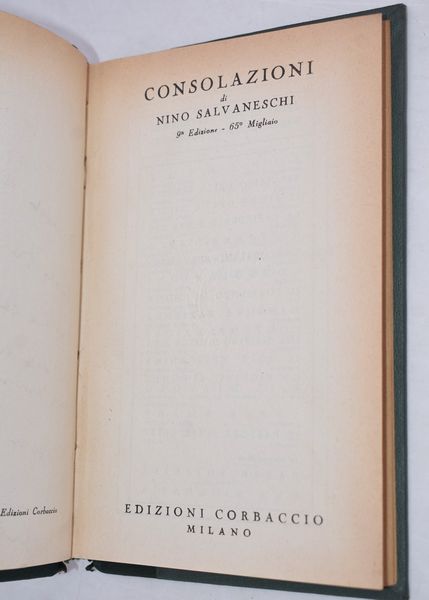 CONSOLAZIONI
di
NINO SALVANESCHI
9ª Edizione - 65º Migliaio
EDIZIONI CORBACCIO
MILANO
Edizioni Corbaccio